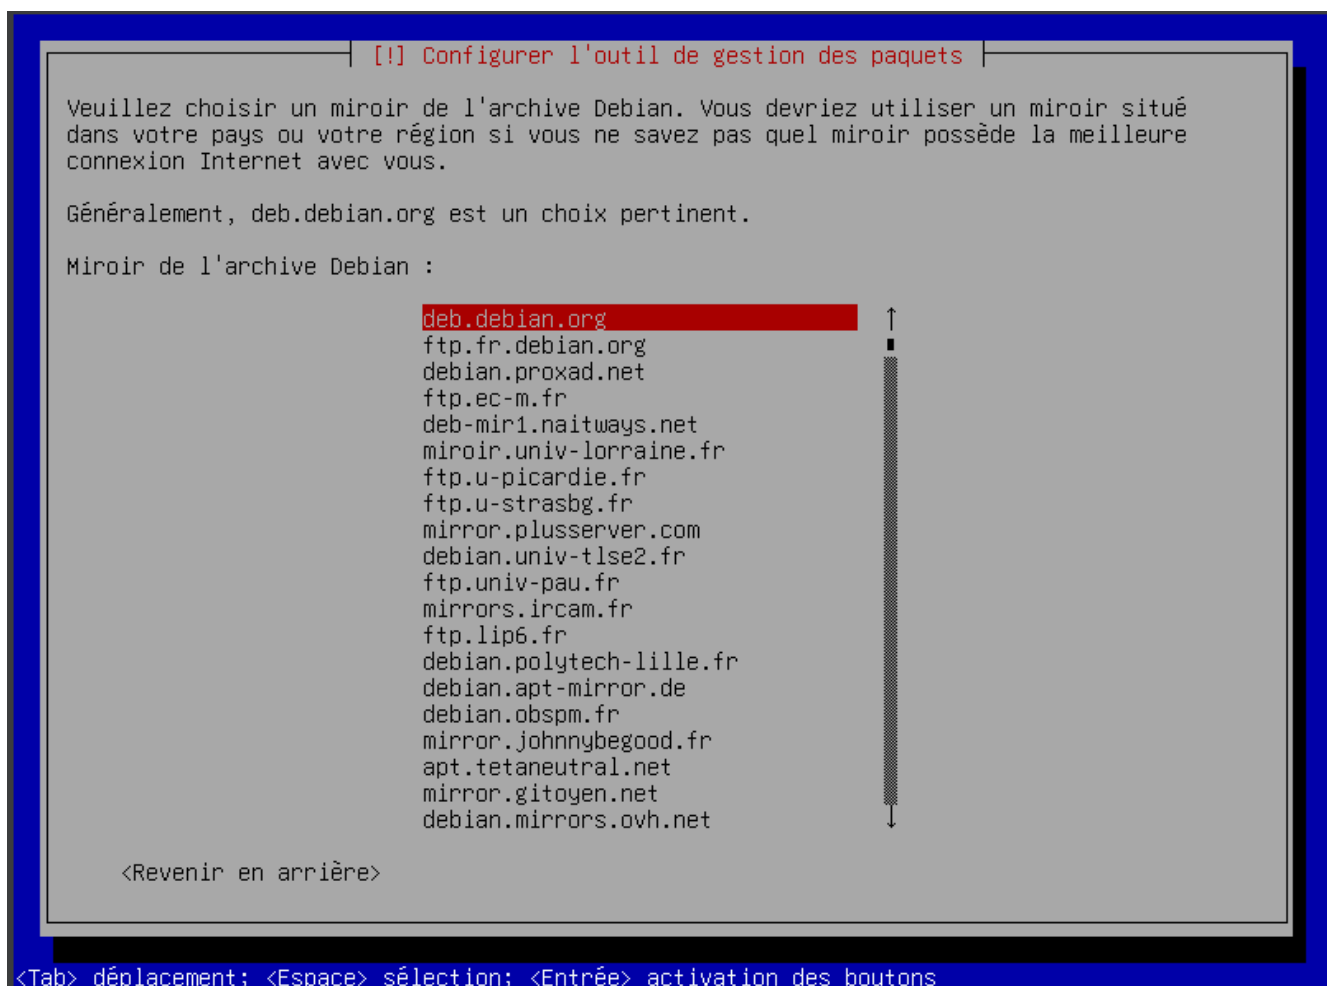 [!] Configurer l'outil de gestion des paquets
Veuillez choisir un miroir de l'archive Debian. Vous devriez utiliser un miroir situé
dans votre pays ou votre région si vous ne savez pas quel miroir possède la meilleure
connexion Internet avec vous.
Généralement, deb.debian.org est un choix pertinent.
Miroir de l'archive Debian :
deb.debian.org
ftp.fr.debian.org
debian.proxad.net
ftp.ec-m.fr
deb-mir1.naitways.net
miroir.univ-lorraine.fr
ftp.u-picardie.fr
ftp.u-strasbg.fr
mirror.plusserver.com
debian.univ-tlse2.fr
ftp.univ-pau.fr
mirrors.ircam.fr
ftp.lip6.fr
debian.polytech-lille.fr
debian.apt-mirror.de
debian.obspm.fr
mirror.johnnybegood.fr
apt.tetaneutral.net
mirror.gitoyen.net
debian.mirrors.ovh.net
<Revenir en arrière>
<Tab> déplacement; <Espace> sélection; <Entrée> activation des boutons